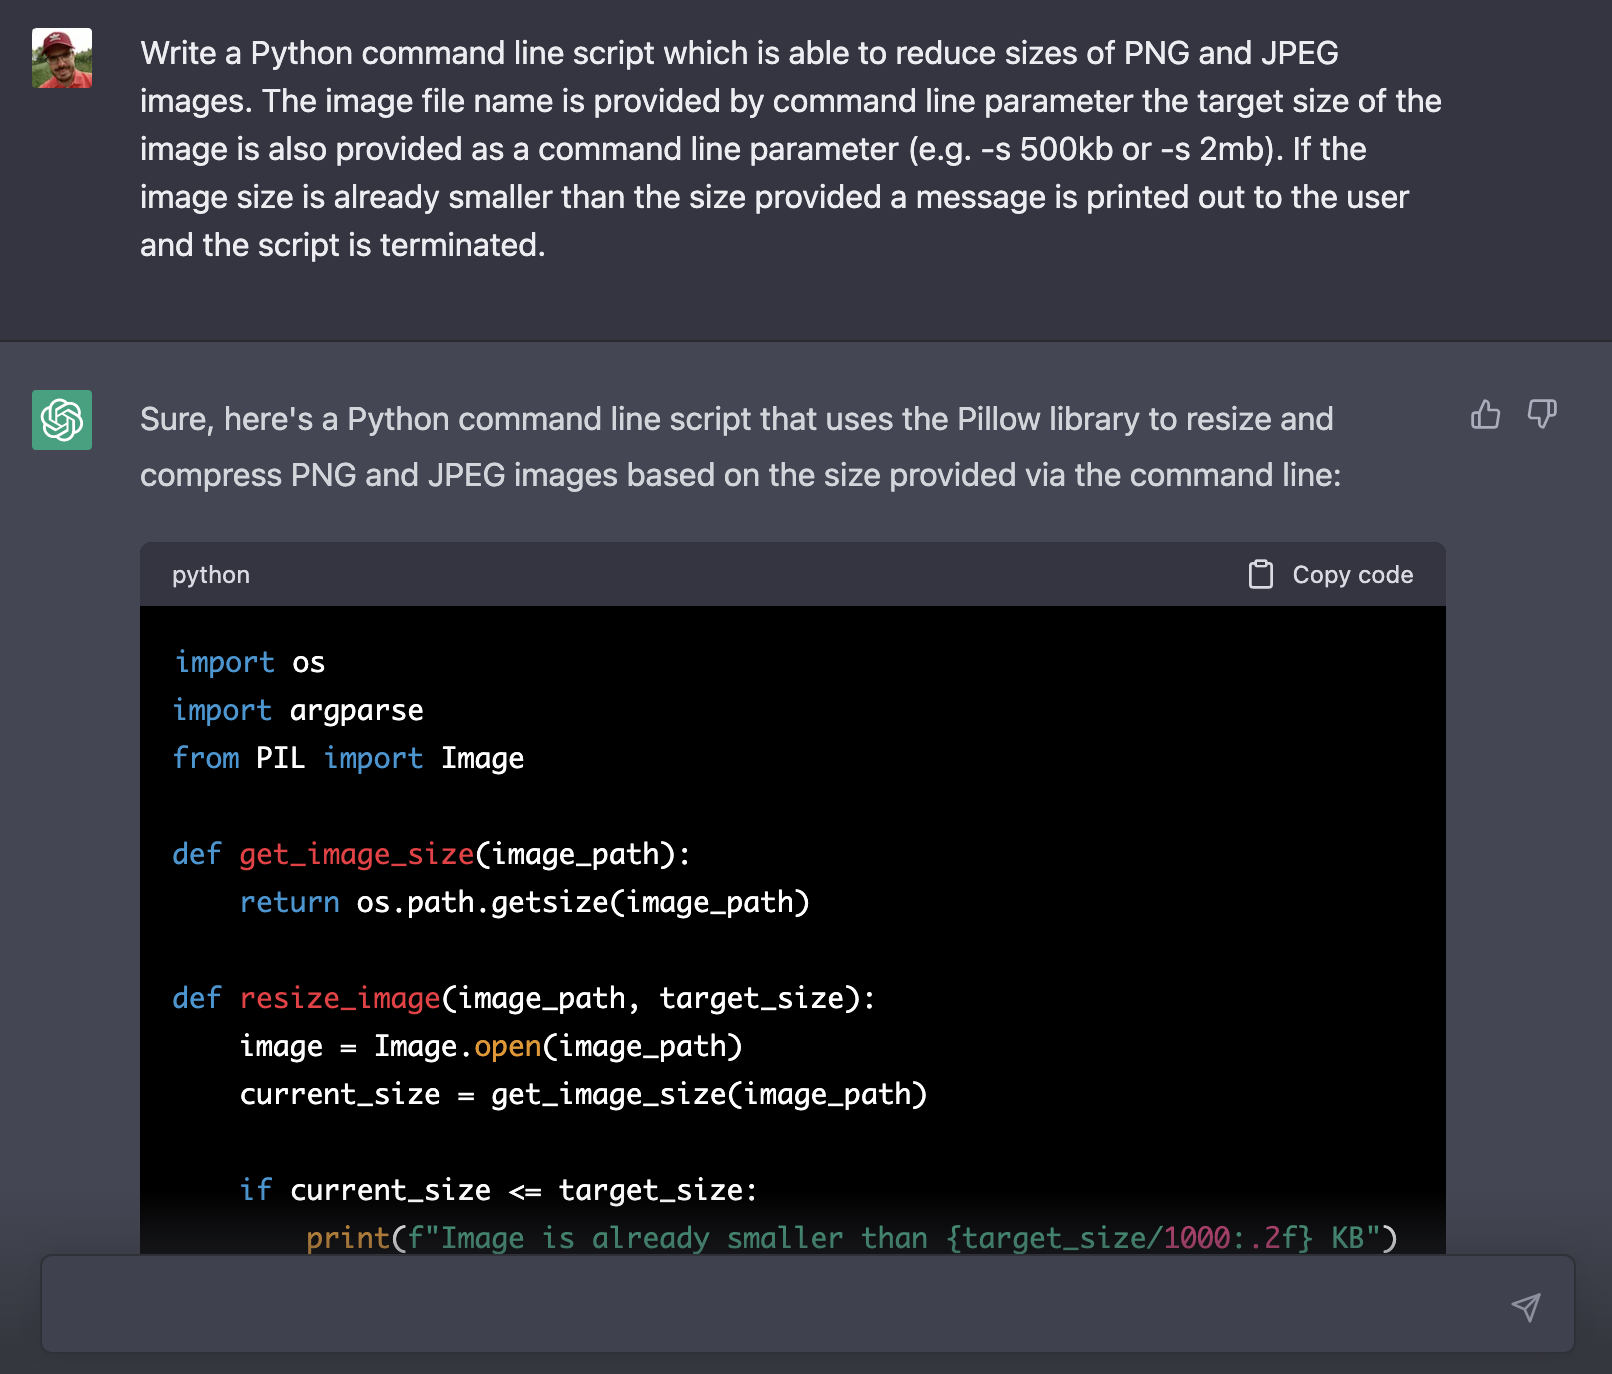 Write a Python command line script which is able to reduce sizes of PNG and JPEG
images. The image file name is provided by command line parameter the target size of the
image is also provided as a command line parameter (e.g. -s 500kb or -s 2mb). If the
image size is already smaller than the size provided a message is printed out to the user
and the script is terminated.
Sure, here's a Python command line script that uses the Pillow library to resize and
compress PNG and JPEG images based on the size provided via the command line:
python Copy code
import os
import argparse
from PIL import Image
def get_image_size(image_path):
    return os.path.getsize(image_path)
def resize_image(image_path, target_size):
    image = Image.open(image_path)
    current_size = get_image_size(image_path)
    if current_size <= target_size:
        print(f"Image is already smaller than {target_size/1000:.2f} KB")